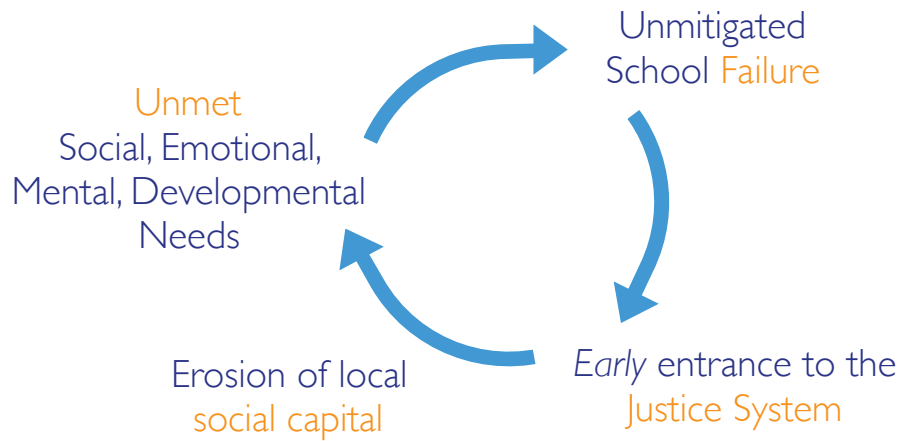 Unmitigated
School Failure
Unmet
Social, Emotional,
Mental, Developmental
Needs
Early entrance to the
Justice System
Erosion of local
social capital